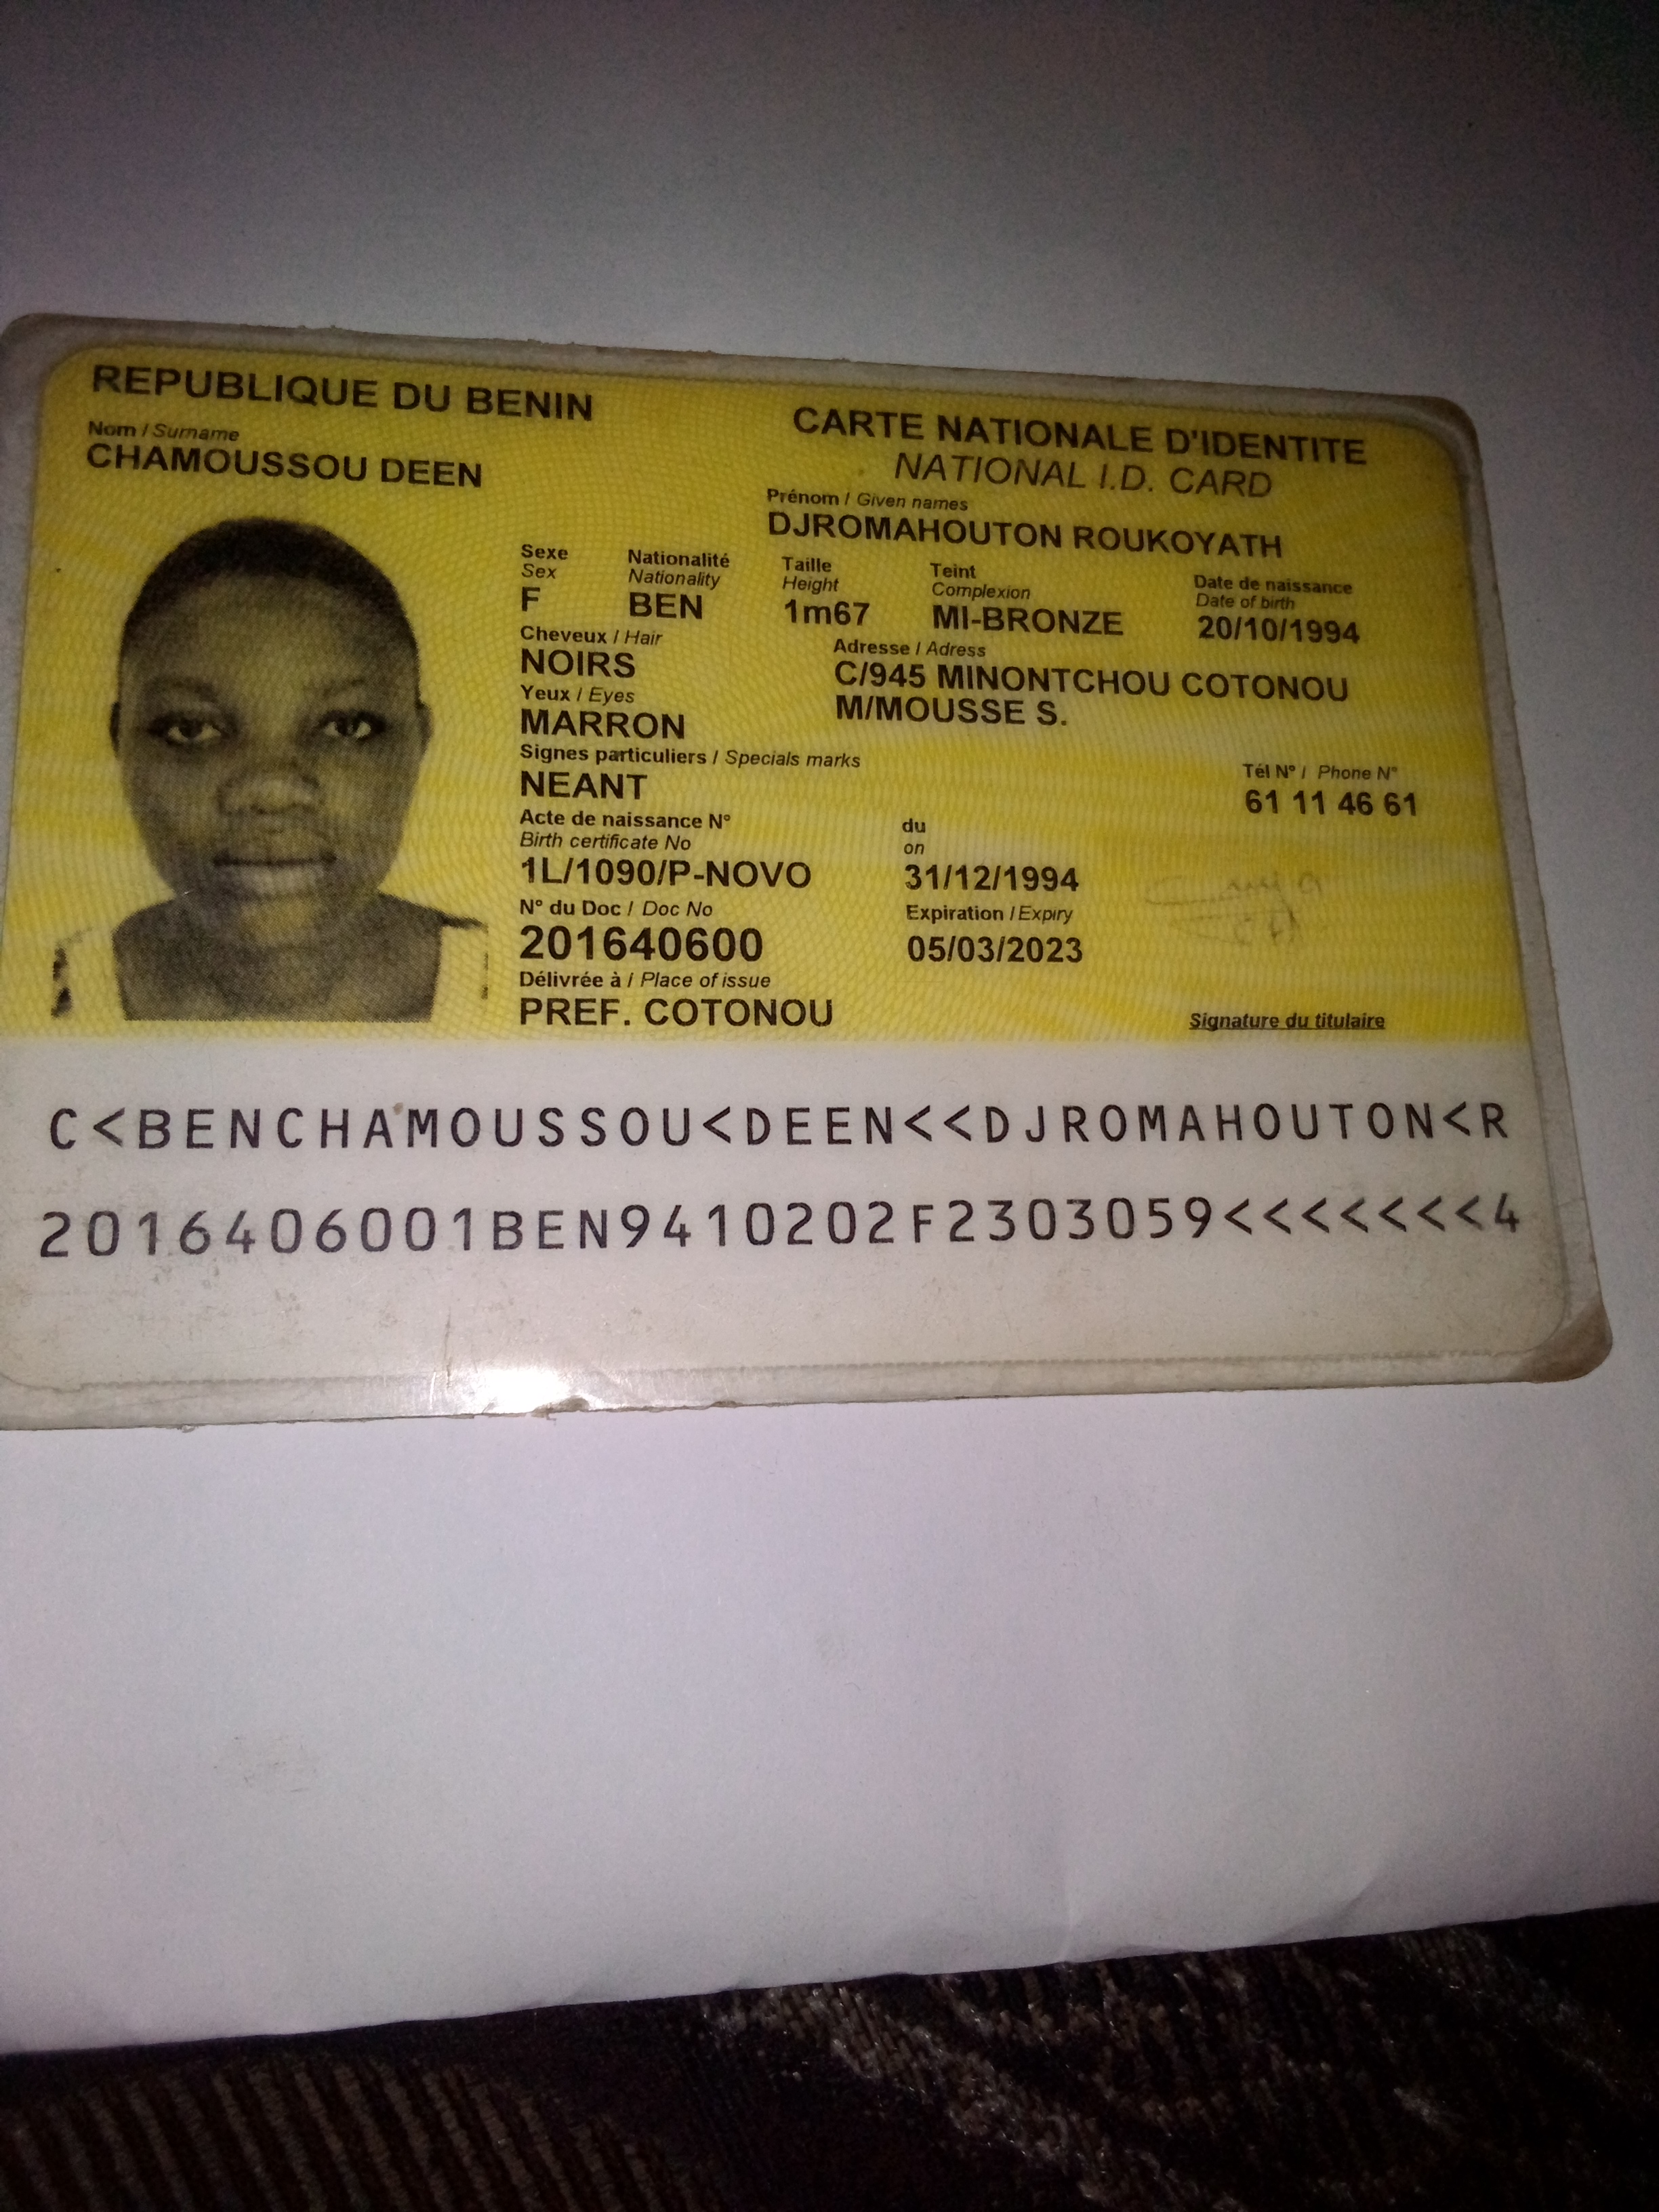 REPUBLIQUE DU BENIN
CARTE NATIONALE D'IDENTITE
NATIONAL I.D. CARD
Nom / Surname
CHAMOUSSOU DEEN
Prénom / Given names
DJROMAHOUTON ROUKOYATH
Sexe Nationalité Taille Teint Date de naissance
Sex Nationality Height Complexion Date of birth
F BEN 1m67 MI-BRONZE 20/10/1994
Cheveux / Hair Adresse / Adress
NOIRS C/945 MINONTCHOU COTONOU
Yeux / Eyes M/MOUSSE S.
MARRON
Signes particuliers / Specials marks Tél N° / Phone N°
NEANT 61 11 46 61
Acte de naissance N° du
Birth certificate No on
1L/1090/P-NOVO 31/12/1994
N° du Doc / Doc No Expiration / Expiry
201640600 05/03/2023
Délivrée à / Place of issue
PREF. COTONOU Signature du titulaire
C<BENCHAMOUSSOU<DEEN<<DJROMAHOUTON<R
2016406001BEN9410202F2303059<<<<<<<4